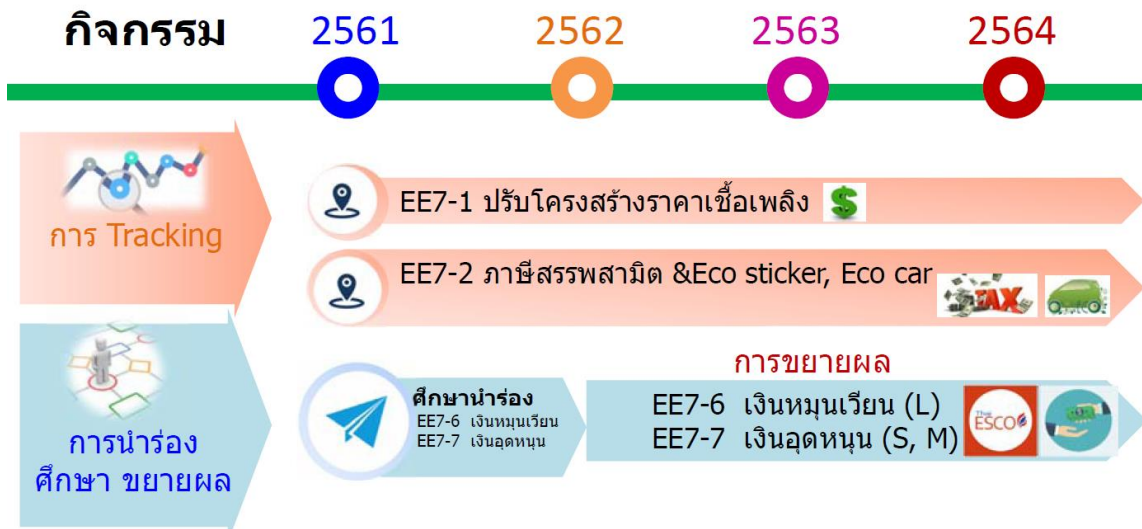 กิจกรรม 2561 2562 2563 2564
การ Tracking
EE7-1 ปรับโครงสร้างราคาเชื้อเพลิง
EE7-2 ภาษีสรรพสามิต &Eco sticker, Eco car
TAX
การนำร่อง
ศึกษา ขยายผล
ศึกษานำร่อง
EE7-6 เงินหมุนเวียน
EE7-7 เงินอุดหนุน
การขยายผล
EE7-6 เงินหมุนเวียน (L)
EE7-7 เงินอุดหนุน (S, M)
Thai
ESCO